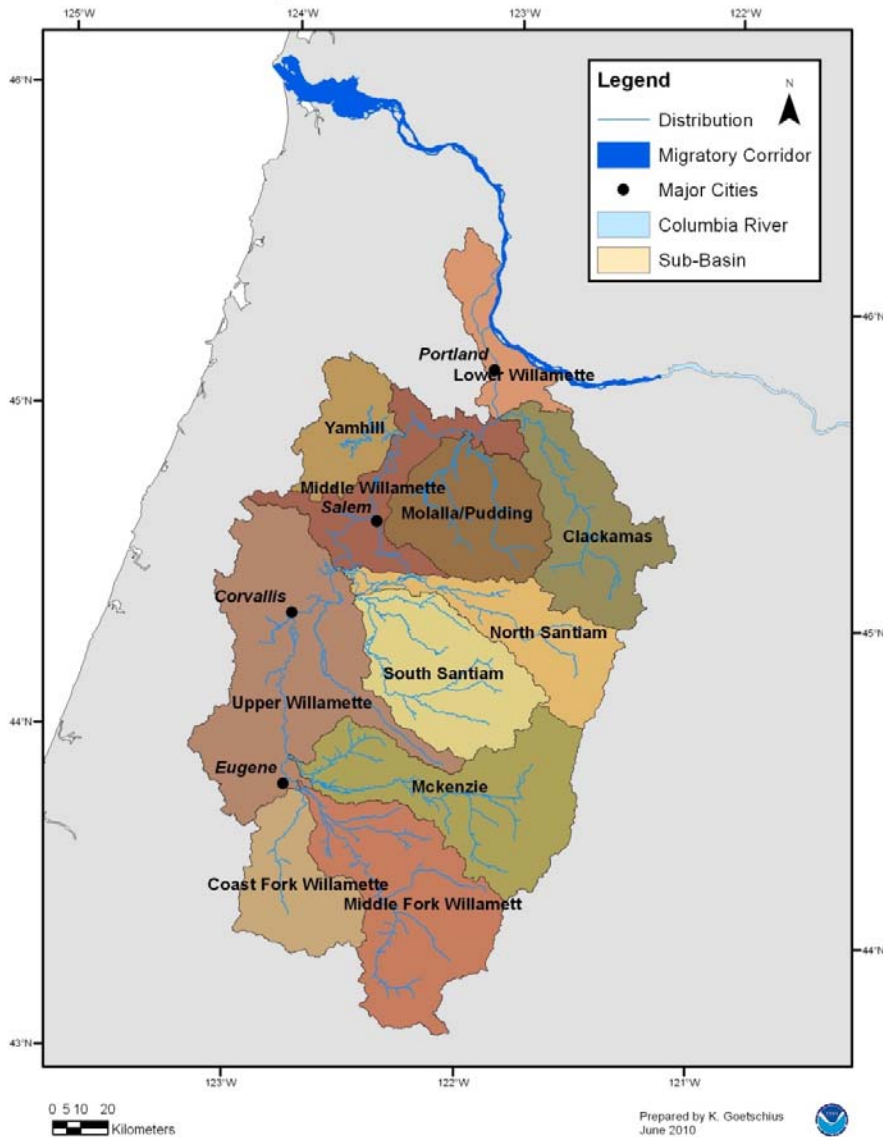 125°W 124°W 123°W 122°W
46°N
Legend
N
Distribution
Migratory Corridor
Major Cities
Columbia River
Sub-Basin
46°N
Portland
Lower Willamette
45°N
Yamhill
Middle Willamette
Salem
Molalla/Pudding
Clackamas
Corvallis
North Santiam
45°N
South Santiam
Upper Willamette
44°N
Eugene
Mckenzie
Coast Fork Willamette
Middle Fork Willamett
44°N
43°N
123°W 122°W 121°W
0 5 10 20
Kilometers
Prepared by K. Goetschius
June 2010